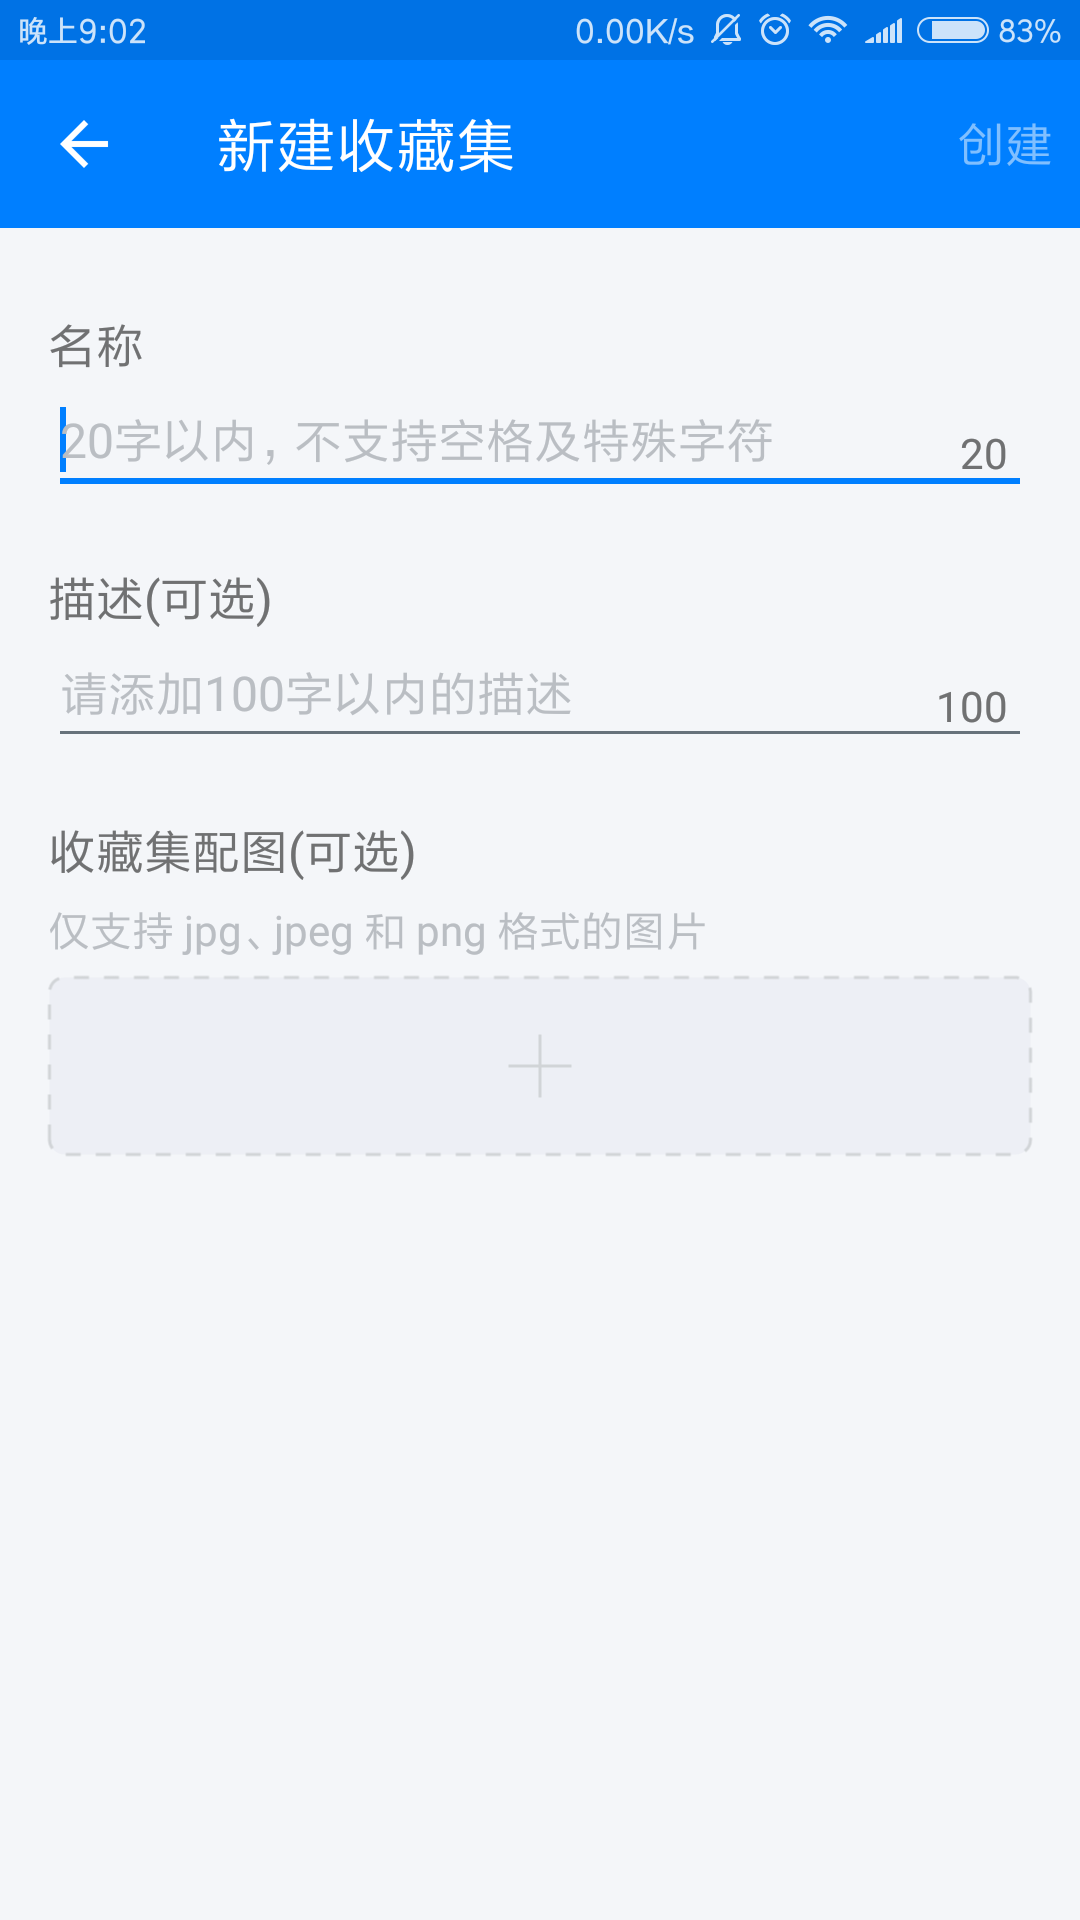 晚上9:02 0.00K/s 83%
新建收藏集 创建
名称
20字以内，不支持空格及特殊字符 20
描述(可选)
请添加100字以内的描述 100
收藏集配图(可选)
仅支持 jpg、jpeg 和 png 格式的图片